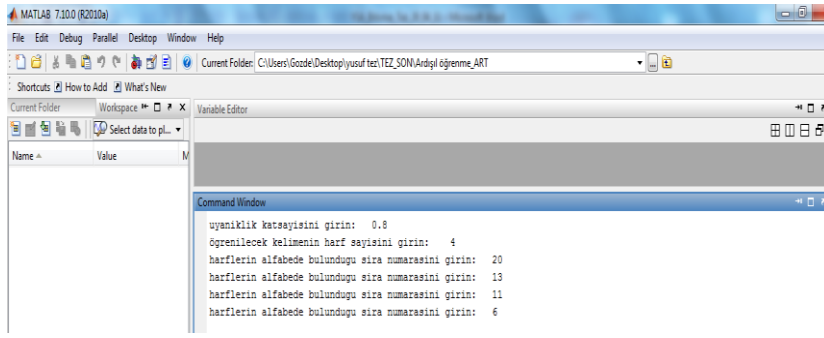 MATLAB 7.10.0 (R2010a)
File Edit Debug Parallel Desktop Window Help
Current Folder: C:\Users\Gozde\Desktop\yusuf tez\TEZ_SON\Ardışıl öğrenme_ART
Shortcuts How to Add What's New
Current Folder Workspace Variable Editor
Select data to pl...
Name Value M
Command Window
uyaniklik katsayisini girin: 0.8
ögrenilecek kelimenin harf sayisini girin: 4
harflerin alfabede bulundugu sira numarasini girin: 20
harflerin alfabede bulundugu sira numarasini girin: 13
harflerin alfabede bulundugu sira numarasini girin: 11
harflerin alfabede bulundugu sira numarasini girin: 6